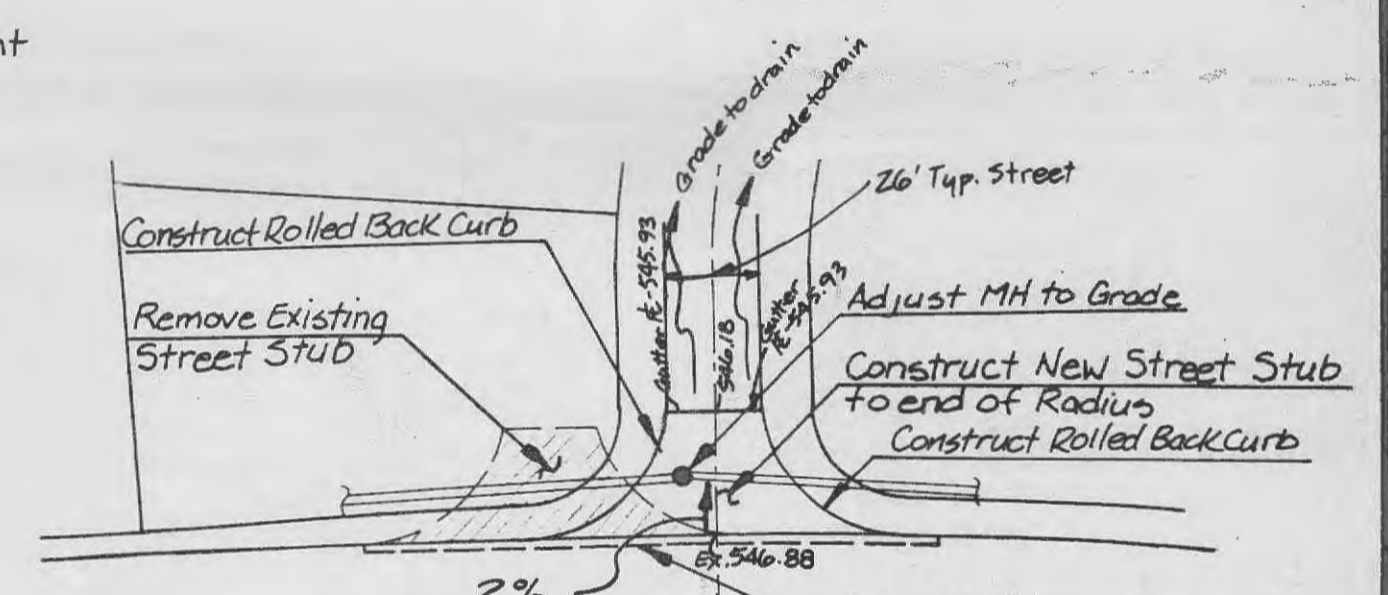 nt
Grade to drain
Grade to drain
26' Typ. Street
Construct Rolled Back Curb
Gutter
545.93
546.18
Gutter
545.93
Adjust MH to Grade
Remove Existing
Street Stub
Construct New Street Stub
to end of Radius
Construct Rolled Back Curb
Ex. 546.88
2%